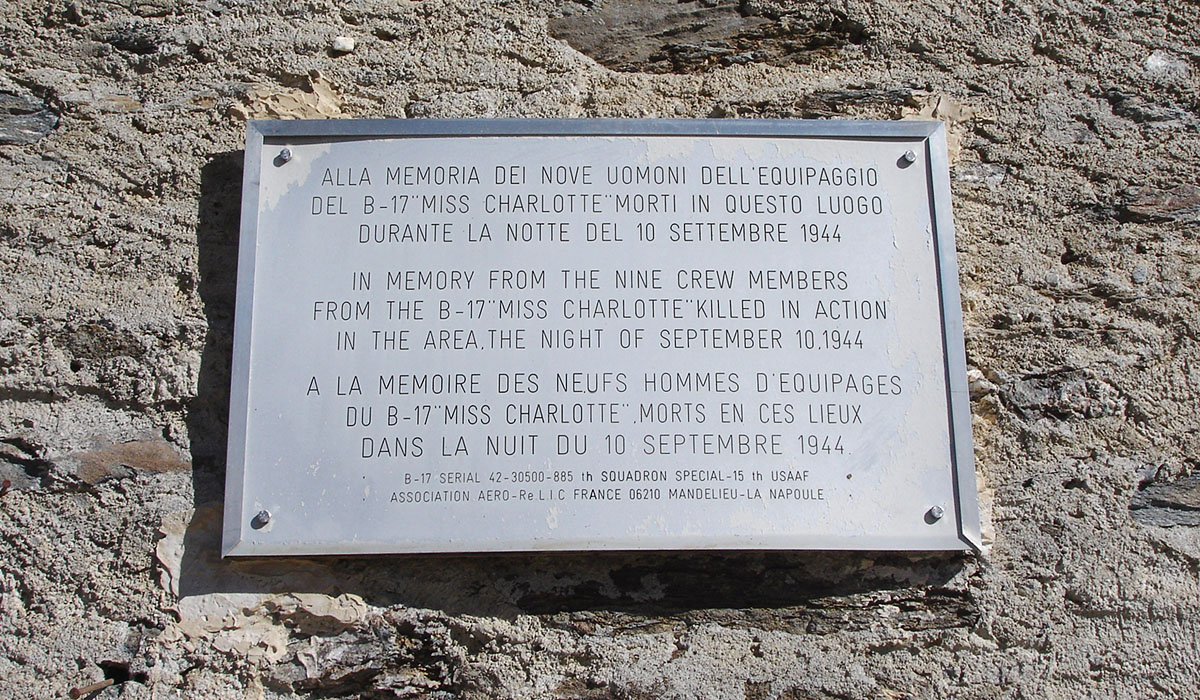 ALLA MEMORIA DEI NOVE UOMONI DELL'EQUIPAGGIO
DEL B-17"MISS CHARLOTTE"MORTI IN QUESTO LUOGO
DURANTE LA NOTTE DEL 10 SETTEMBRE 1944
IN MEMORY FROM THE NINE CREW MEMBERS
FROM THE B-17"MISS CHARLOTTE"KILLED IN ACTION
IN THE AREA,THE NIGHT OF SEPTEMBER 10,1944
A LA MEMOIRE DES NEUFS HOMMES D'EQUIPAGES
DU B-17"MISS CHARLOTTE",MORTS EN CES LIEUX
DANS LA NUIT DU 10 SEPTEMBRE 1944.
B-17 SERIAL 42-30500-885 th SQUADRON SPECIAL-15 th USAAF
ASSOCIATION AERO-Re.L.I.C FRANCE 06210 MANDELIEU-LA NAPOULE